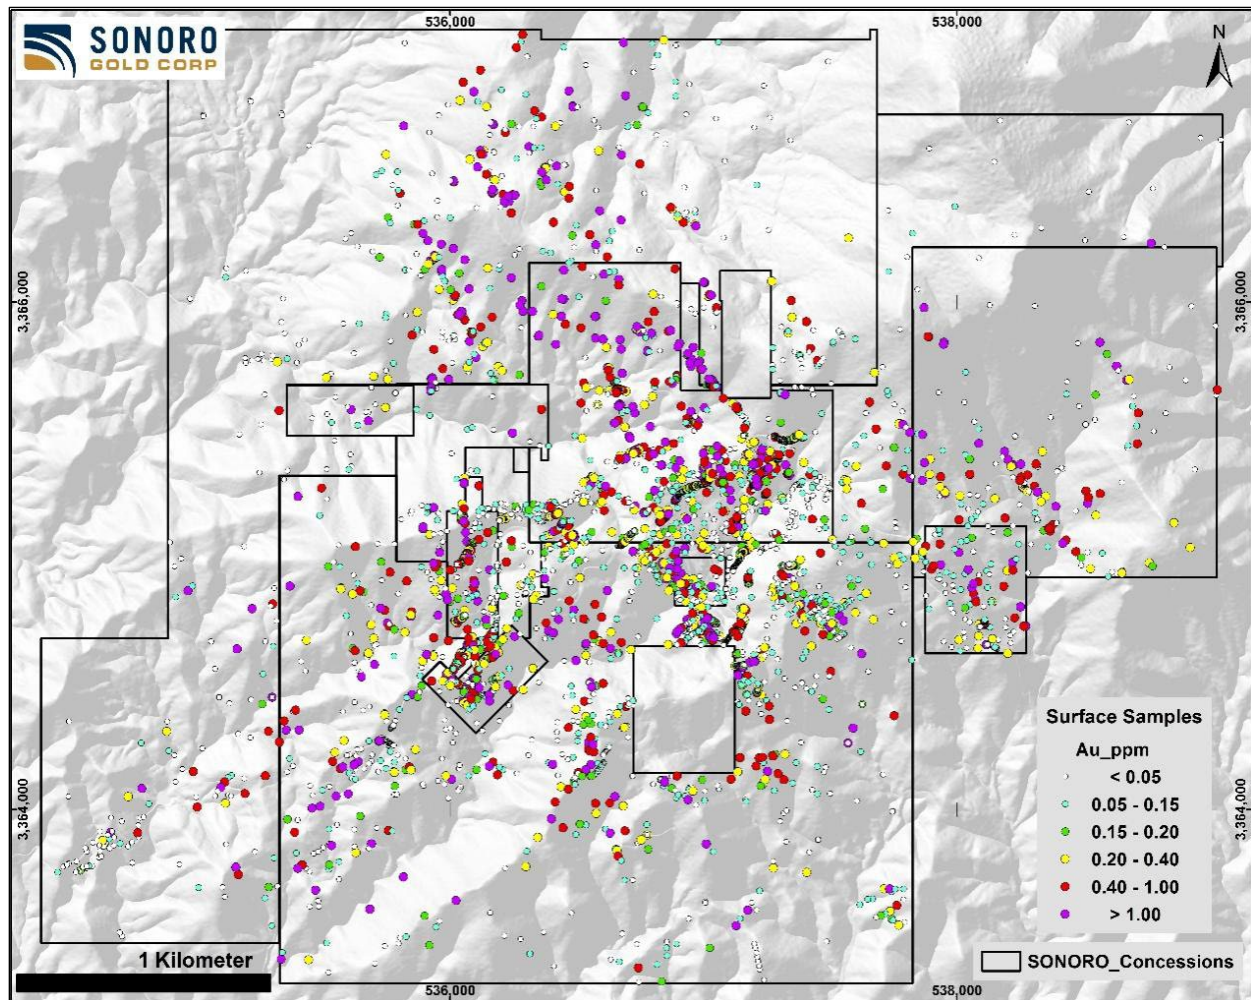 536,000
538,000
SONORO
GOLD CORP
N
3,366,000
3,366,000
Surface Samples
Au_ppm
< 0.05
0.05 - 0.15
0.15 - 0.20
0.20 - 0.40
0.40 - 1.00
> 1.00
3,364,000
3,364,000
1 Kilometer
SONORO_Concessions
536,000
538,000